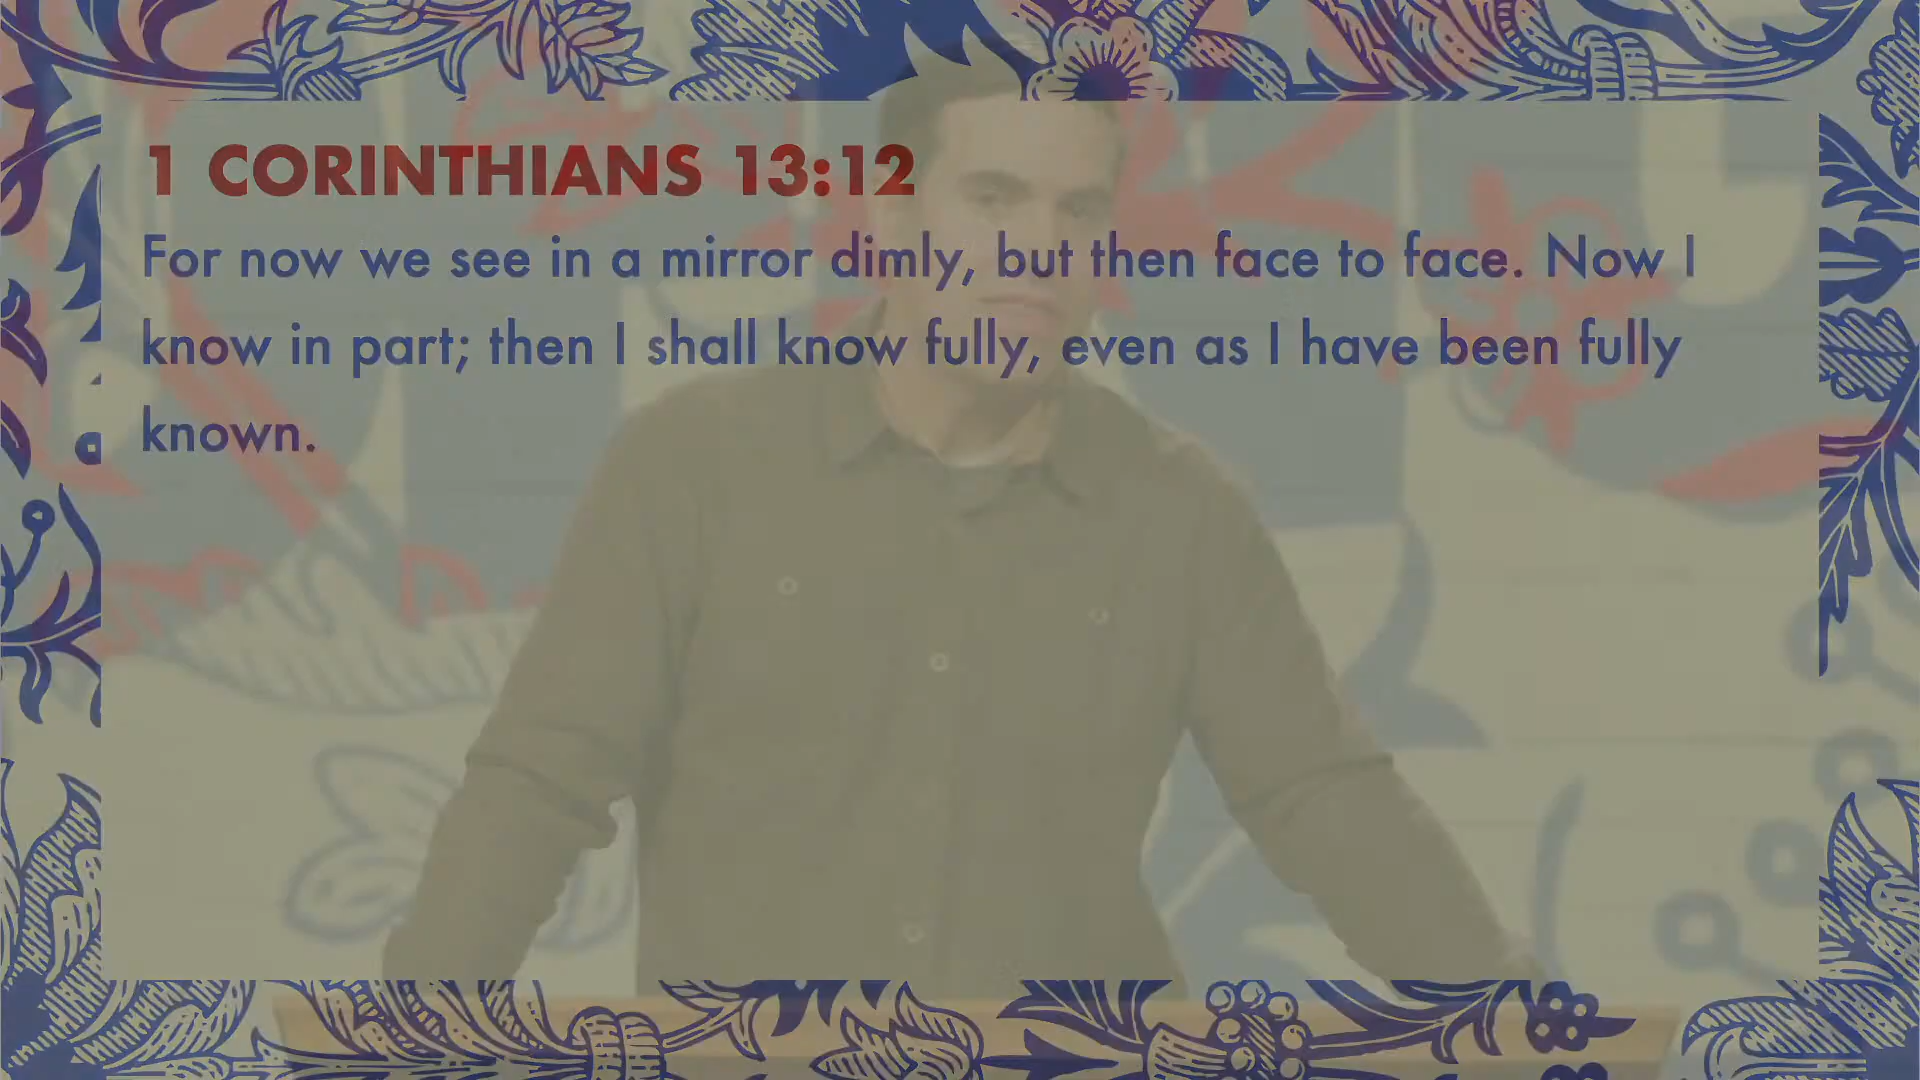 1 CORINTHIANS 13:12
For now we see in a mirror dimly, but then face to face. Now I
know in part; then I shall know fully, even as I have been fully
known.